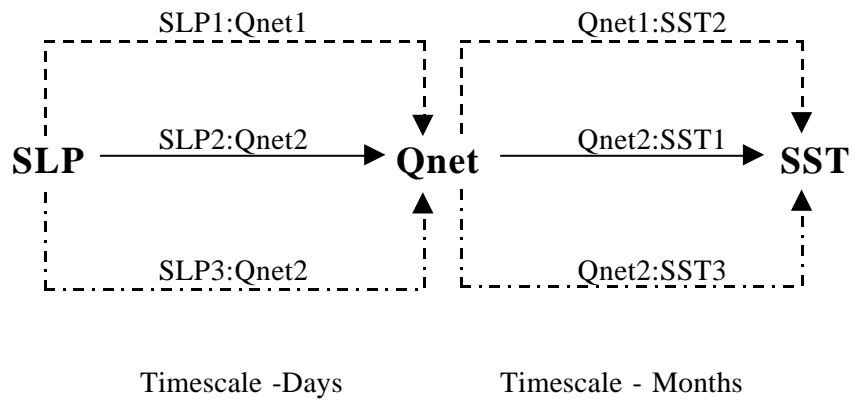 SLP1:Qnet1 Qnet1:SST2
SLP2:Qnet2 Qnet2:SST1
SLP Qnet SST
SLP3:Qnet2 Qnet2:SST3
Timescale -Days Timescale - Months